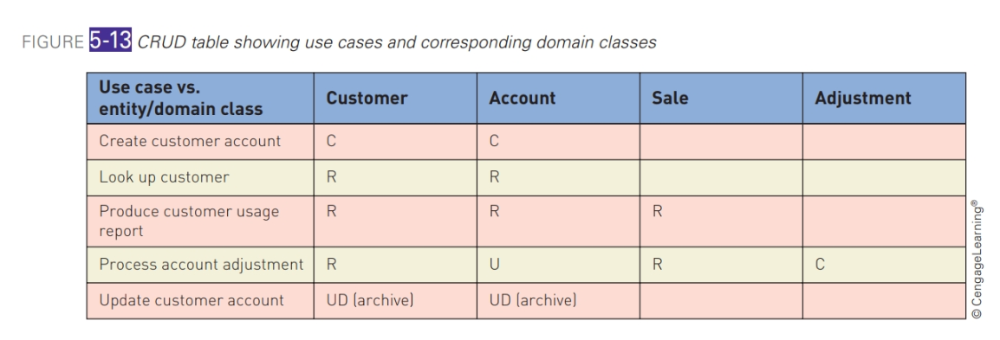 FIGURE 5-13 CRUD table showing use cases and corresponding domain classes
Use case vs.
entity/domain class
Customer
Account
Sale
Adjustment
Create customer account
C
C
Look up customer
R
R
Produce customer usage
report
R
R
R
Process account adjustment
R
U
R
C
Update customer account
UD (archive)
UD (archive)
© CengageLearning®